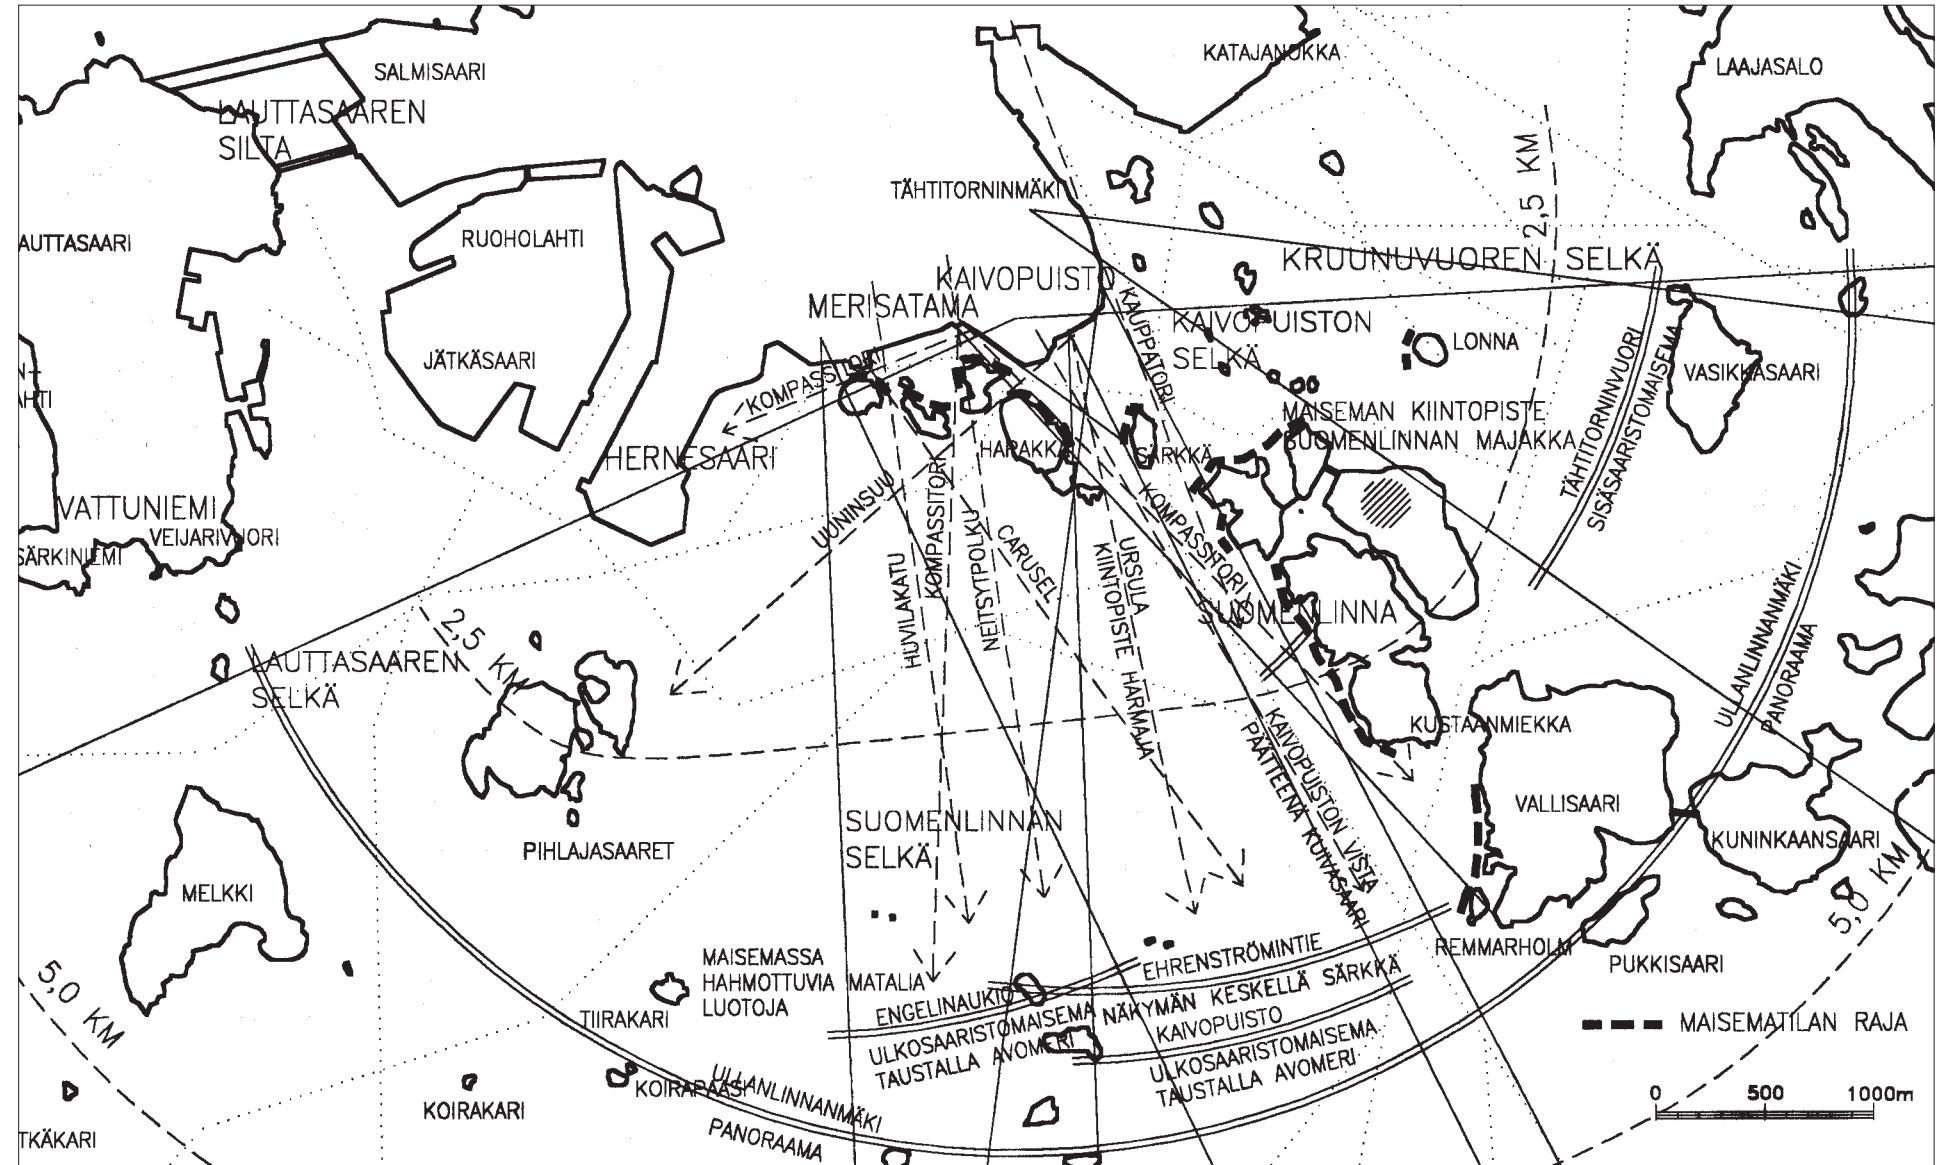 SALMISAARI
KATAJANOKKA
LAAJASALO
LAUTTASAAREN
SILTA
2,5 KM
TÄHTITORNINMÄKI
AUTTASAARI
RUOHOLAHTI
KRUUNUVUOREN SELKÄ
KAIVOPUISTO
MERISATAMA
KAUPPATORI
KAIVOPUISTON
SELKÄ
LONNA
JÄTKÄSAARI
KOMPASSITORI
VASIKKASAARI
TÄHTITORNINVUORI
SISÄSAARISTOMAISEMA
N-
AHTI
MAISEMAN KIINTOPISTE
SUOMENLINNAN MAJAKKA
HERNESAARI
HARAKKA
SÄRKKÄ
VATTUNIEMI
VEIJARIVUORI
SÄRKINIEMI
UUNINSUU
KOMPASSITORI
NEITSYTPOLKU
CARUSEL
KOMPASSITORI
HUVILAKATU
URSULA
KIINTOPISTE HARMAJA
SUOMENLINNA
2,5 KM
LAUTTASAAREN
SELKÄ
ULLANLINNANMÄKI
PANORAAMA
KUSTAANMIEKKA
KAIVOPUISTON VISTA
PÄÄTTEENÄ KUIVASAARI
VALLISAARI
KUNINKAANSAARI
SUOMENLINNAN
SELKÄ
PIHLAJASAARET
MELKKI
5,0 KM
REMMARHOLM
PUKKISAARI
MAISEMASSA
HAHMOTTUVIA MATALIA
LUOTOJA
EHRENSTRÖMINTIE
NÄKYMÄN KESKELLÄ SÄRKKÄ
ENGELINAUKIO
ULKOSAARISTOMAISEMA
TAUSTALLA AVOMERI
KAIVOPUISTO
ULKOSAARISTOMAISEMA
TAUSTALLA AVOMERI
5,0 KM
TIIRAKARI
MAISEMATILAN RAJA
KOIRAPAASI
KOIRAKARI
ULLANLINNANMÄKI
PANORAAMA
0 500 1000m
TKÄKARI